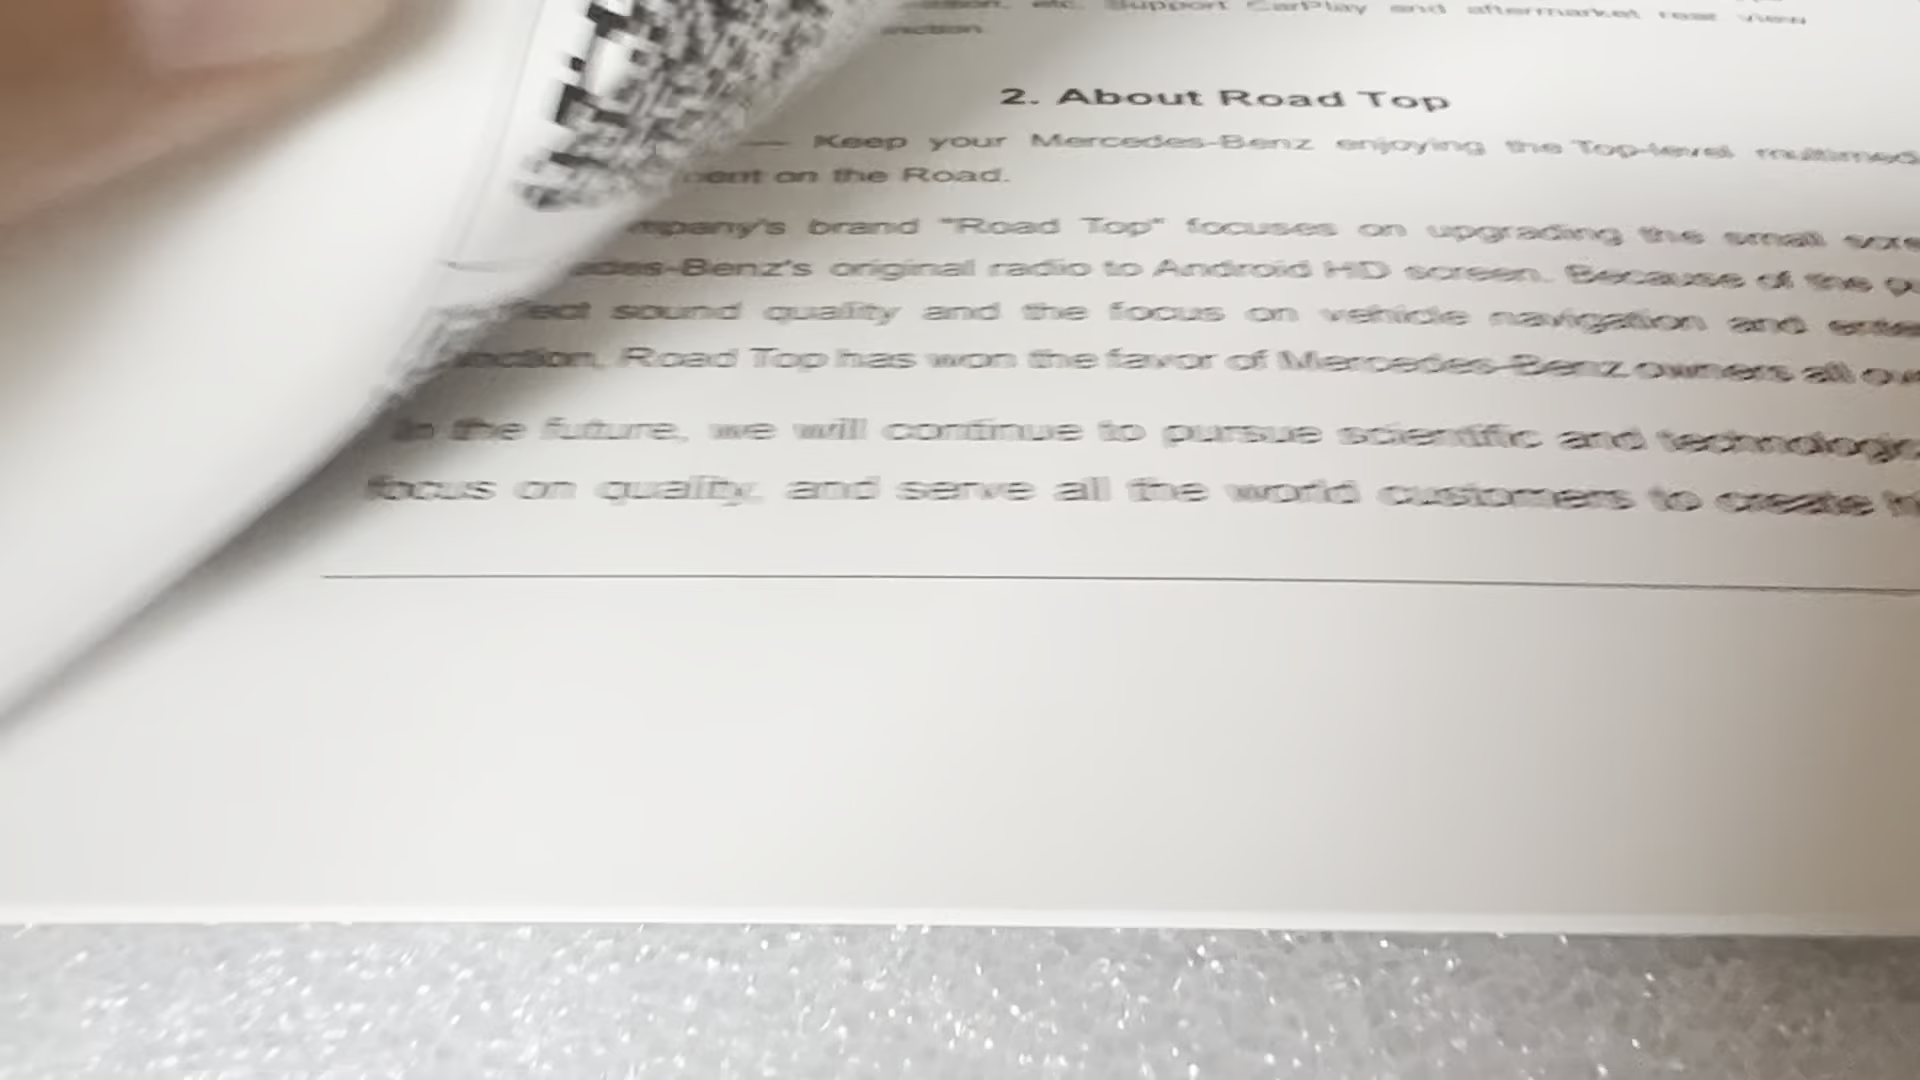 etc. Support CarPlay and aftermarket rear view
2. About Road Top
— Keep your Mercedes-Benz enjoying the Top-level
on the Road.
brand "Road Top" focuses on upgrading the small
original radio to Android HD screen. Because of the
sound quality and the focus on vehicle navigation and
Road Top has won the favor of Mercedes-Benz owners all
In the future, we will continue to pursue scientific and
focus on quality, and serve all the world customers to create